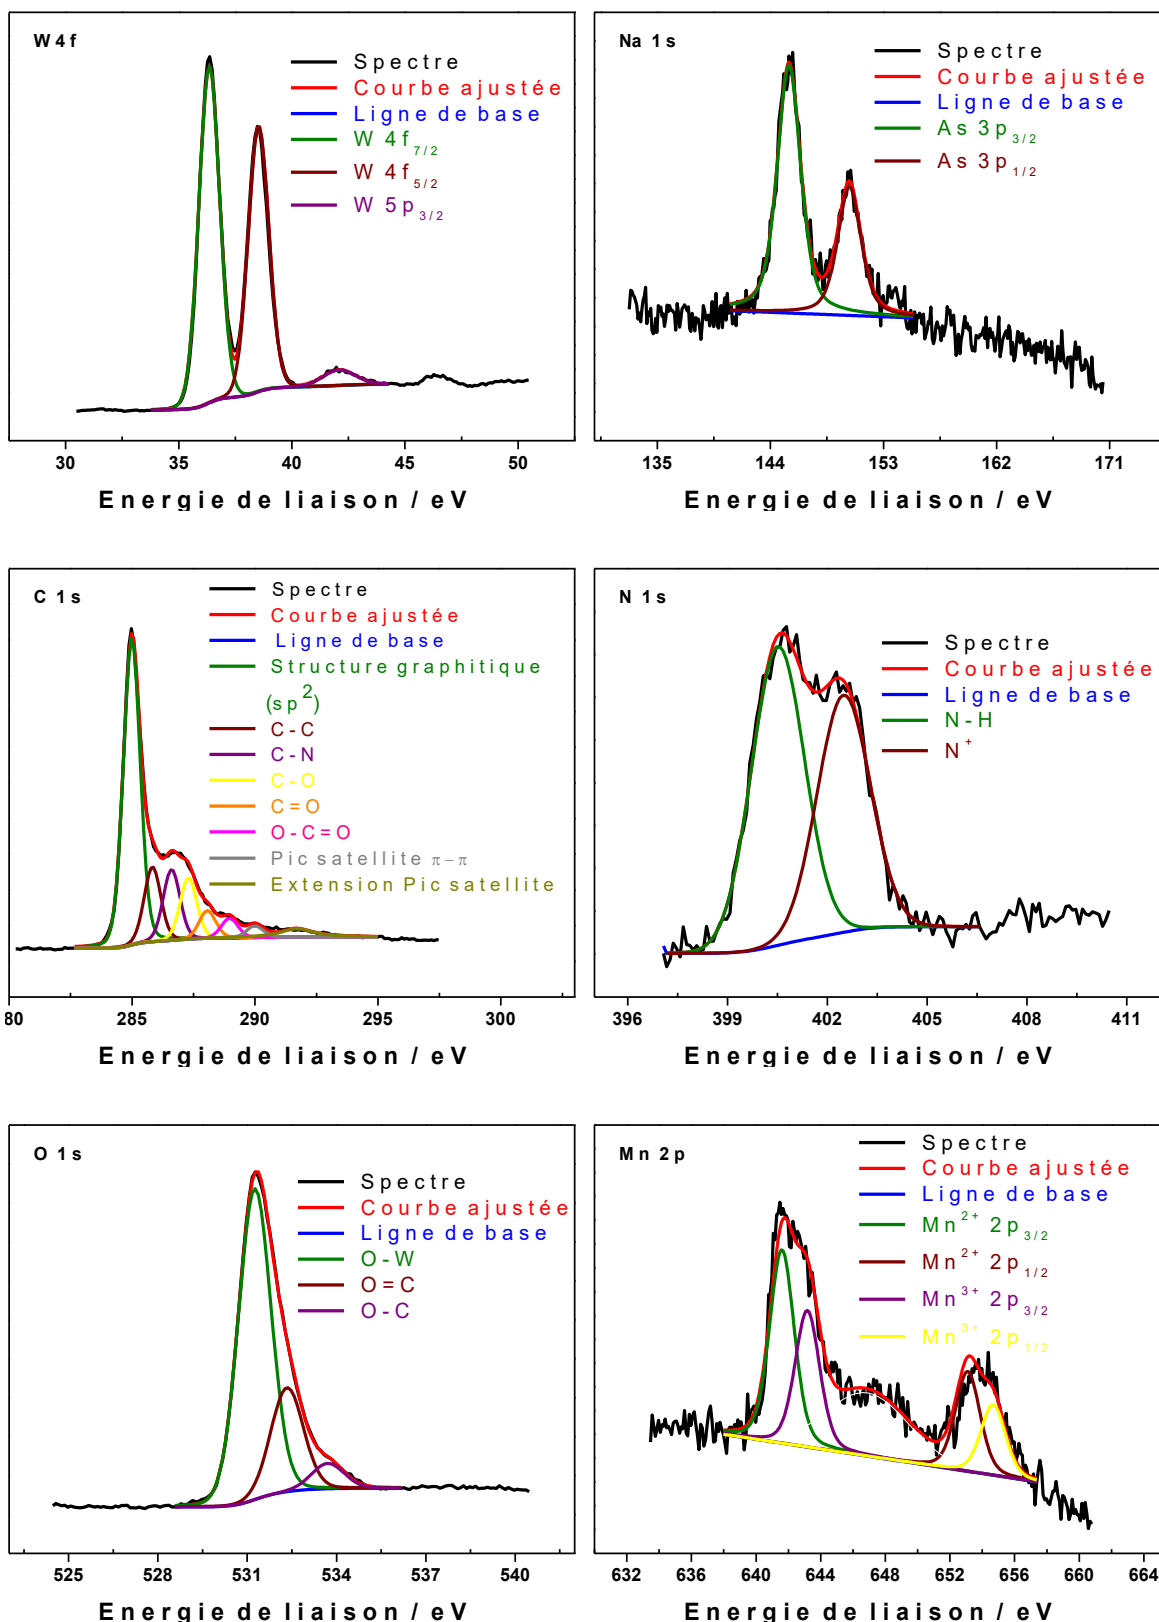 W 4f
Spectre
Courbe ajustée
Ligne de base
W 4f7/2
W 4f5/2
W 5p3/2
30 35 40 45 50
Energie de liaison / eV
Na 1s
Spectre
Courbe ajustée
Ligne de base
As 3p3/2
As 3p1/2
135 144 153 162 171
Energie de liaison / eV
C 1s
Spectre
Courbe ajustée
Ligne de base
Structure graphitique
(sp2)
C-C
C-N
C-O
C=O
O-C=O
Pic satellite π−π
Extension Pic satellite
80 285 290 295 300
Energie de liaison / eV
N 1s
Spectre
Courbe ajustée
Ligne de base
N-H
N+
396 399 402 405 408 411
Energie de liaison / eV
O 1s
Spectre
Courbe ajustée
Ligne de base
O-W
O=C
O-C
525 528 531 534 537 540
Energie de liaison / eV
Mn 2p
Spectre
Courbe ajustée
Ligne de base
Mn2+ 2p3/2
Mn2+ 2p1/2
Mn3+ 2p3/2
Mn3+ 2p1/2
632 636 640 644 648 652 656 660 664
Energie de liaison / eV